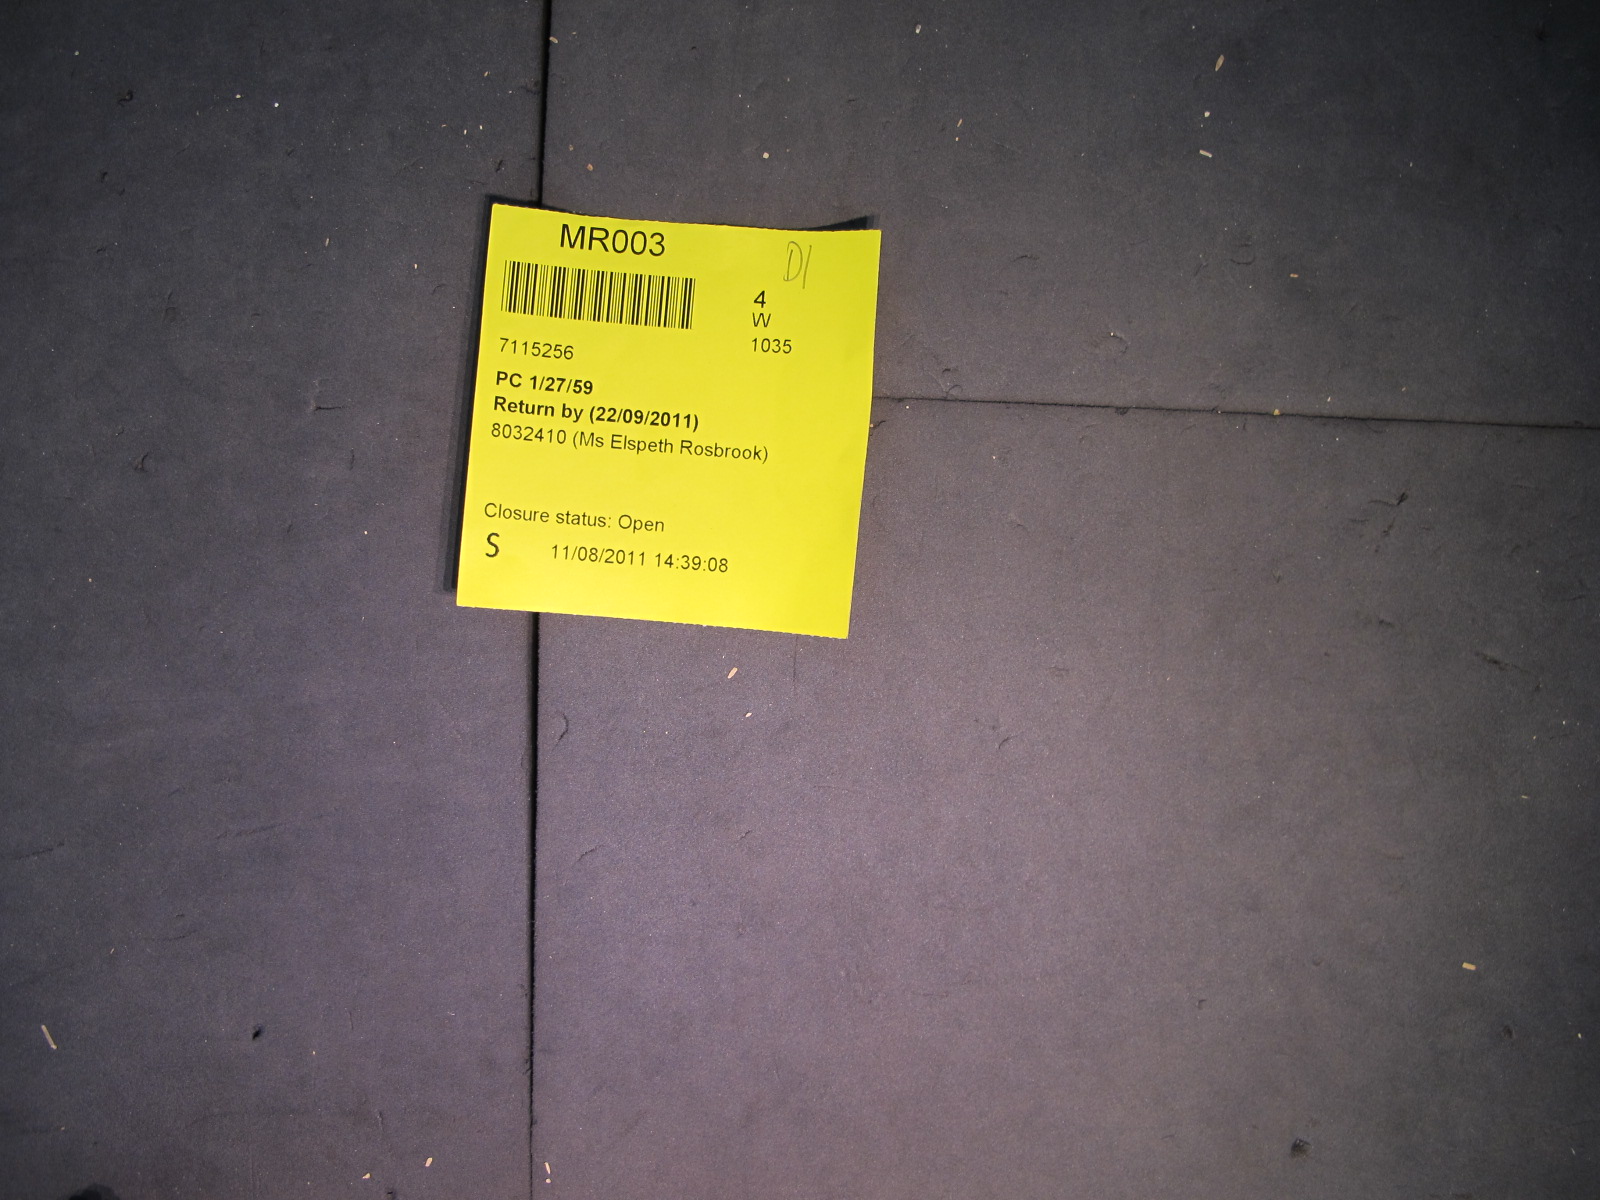 MR003
D1
4
W
1035
7115256
PC 1/27/59
Return by (22/09/2011)
8032410 (Ms Elspeth Rosbrook)
Closure status: Open
S 11/08/2011 14:39:08